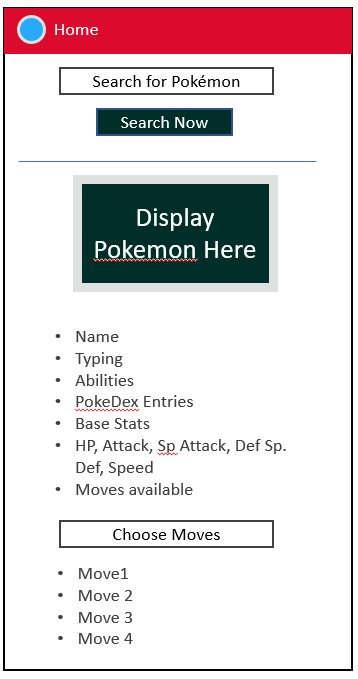 Home
Search for Pokémon
Search Now
Display
Pokemon Here
• Name
• Typing
• Abilities
• PokeDex Entries
• Base Stats
• HP, Attack, Sp Attack, Def Sp.
Def, Speed
• Moves available
Choose Moves
• Move1
• Move 2
• Move 3
• Move 4